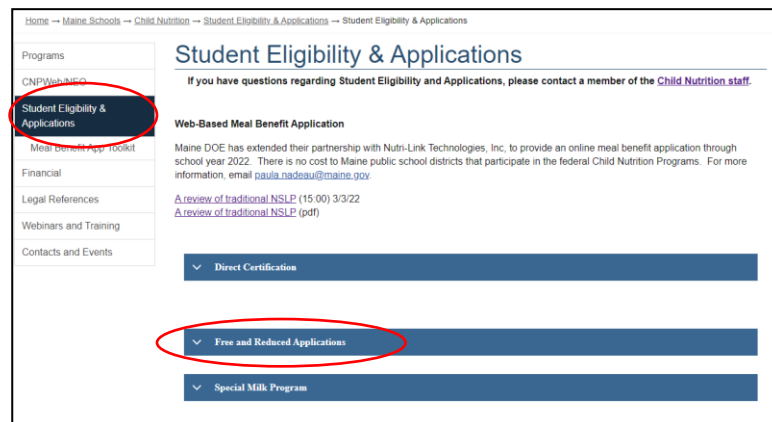 Home → Maine Schools → Child Nutrition → Student Eligibility & Applications → Student Eligibility & Applications
Programs
CNPWeb/NEO
Student Eligibility &
Applications
Meal Benefit App Toolkit
Financial
Legal References
Webinars and Training
Contacts and Events
Student Eligibility & Applications
If you have questions regarding Student Eligibility and Applications, please contact a member of the Child Nutrition staff.
Web-Based Meal Benefit Application
Maine DOE has extended their partnership with Nutri-Link Technologies, Inc, to provide an online meal benefit application through
school year 2022. There is no cost to Maine public school districts that participate in the federal Child Nutrition Programs. For more
information, email paula.nadeau@maine.gov.
A review of traditional NSLP (15:00) 3/3/22
A review of traditional NSLP (pdf)
Direct Certification
Free and Reduced Applications
Special Milk Program